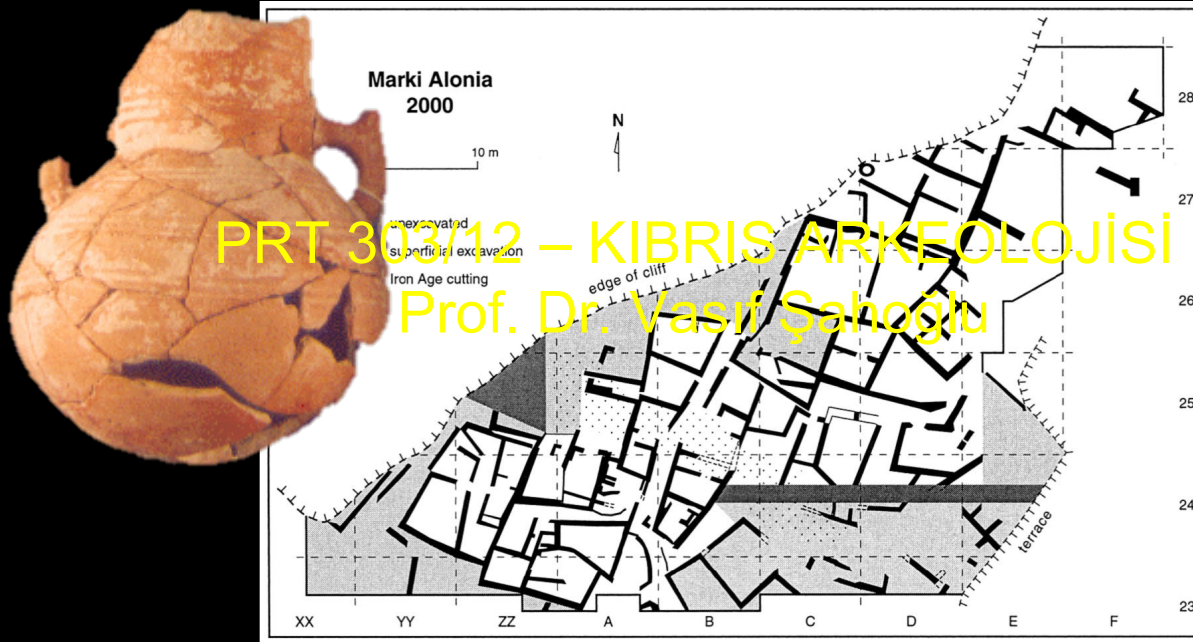 Marki Alonia
2000
N
10 m
unexcavated
superficial excavation
Iron Age cutting
PRT 303/12 – KIBRIS ARKEOLOJİSİ
Prof. Dr. Vasıf Şahoğlu
edge of cliff
terrace
28
27
26
25
24
23
XX YY ZZ A B C D E F